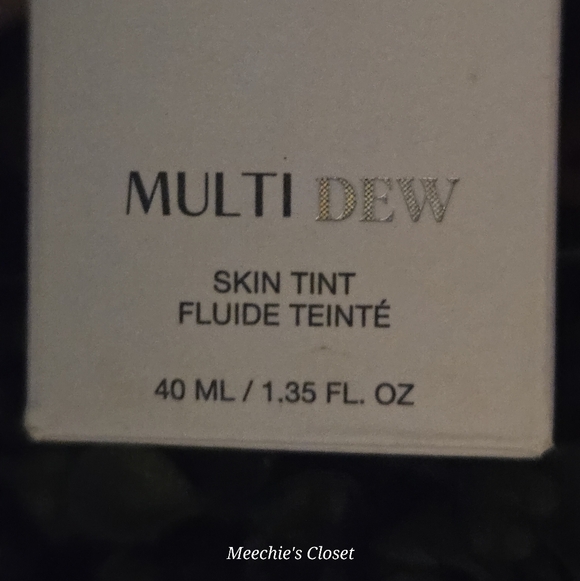 MULTI DEW
SKIN TINT
FLUIDE TEINTÉ
40 ML / 1.35 FL. OZ
Meechie's Closet